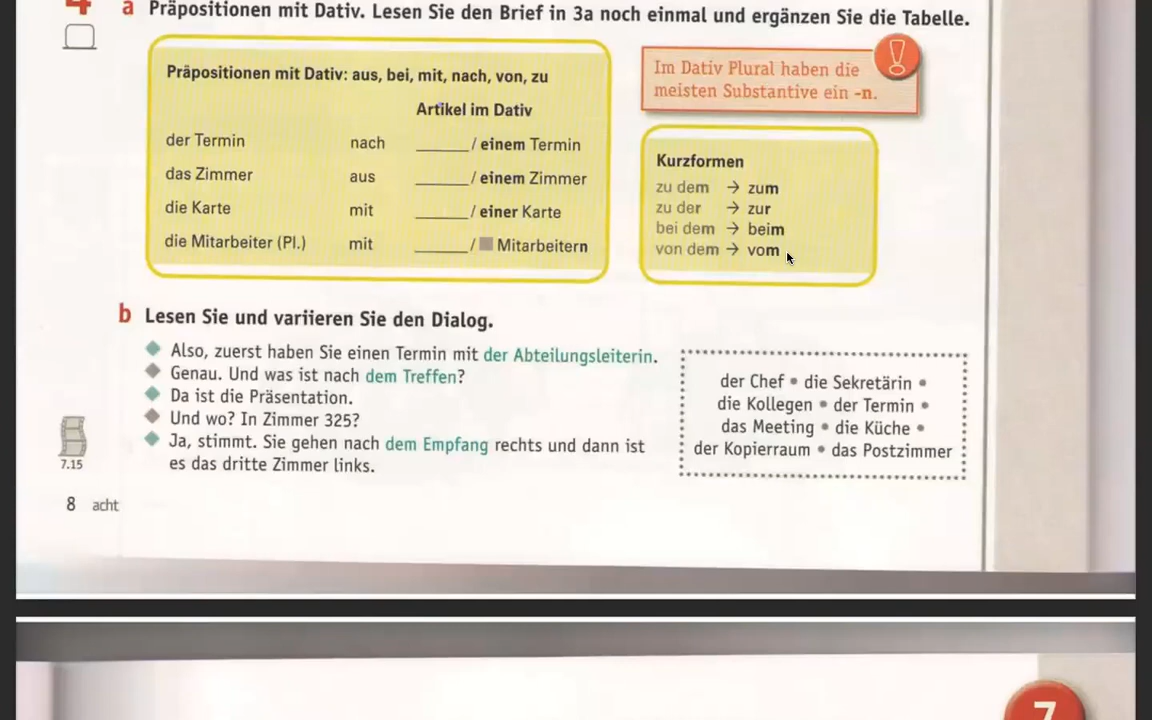 4 a Präpositionen mit Dativ. Lesen Sie den Brief in 3a noch einmal und ergänzen Sie die Tabelle.
Präpositionen mit Dativ: aus, bei, mit, nach, von, zu
Artikel im Dativ
der Termin nach ______ / einem Termin
das Zimmer aus ______ / einem Zimmer
die Karte mit ______ / einer Karte
die Mitarbeiter (Pl.) mit ______ / Mitarbeitern
!
Im Dativ Plural haben die
meisten Substantive ein -n.
Kurzformen
zu dem → zum
zu der → zur
bei dem → beim
von dem → vom
b Lesen Sie und variieren Sie den Dialog.
Also, zuerst haben Sie einen Termin mit der Abteilungsleiterin.
Genau. Und was ist nach dem Treffen?
Da ist die Präsentation.
Und wo? In Zimmer 325?
Ja, stimmt. Sie gehen nach dem Empfang rechts und dann ist
es das dritte Zimmer links.
der Chef • die Sekretärin •
die Kollegen • der Termin •
das Meeting • die Küche •
der Kopierraum • das Postzimmer
7.15
8 acht
7